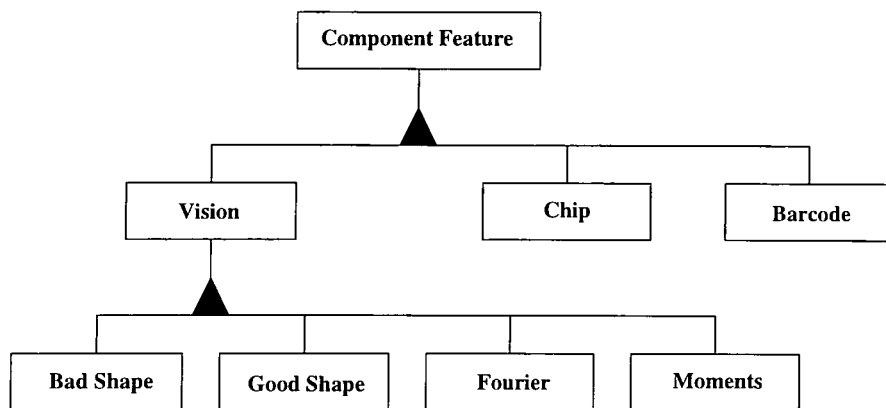 Component Feature
Vision
Chip
Barcode
Bad Shape
Good Shape
Fourier
Moments